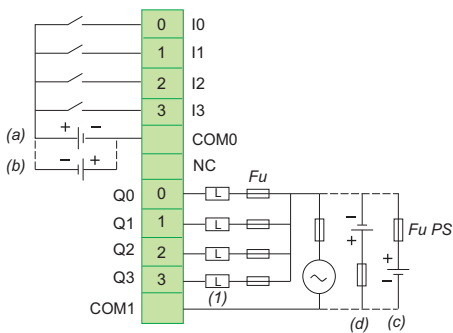 0 I0
1 I1
2 I2
3 I3
(a) + − COM0
(b) − + NC
Q0 0 L Fu
Q1 1 L
Q2 2 L
Q3 3 L
(1)
COM1
− +
+ −
Fu PS
(d) (c)